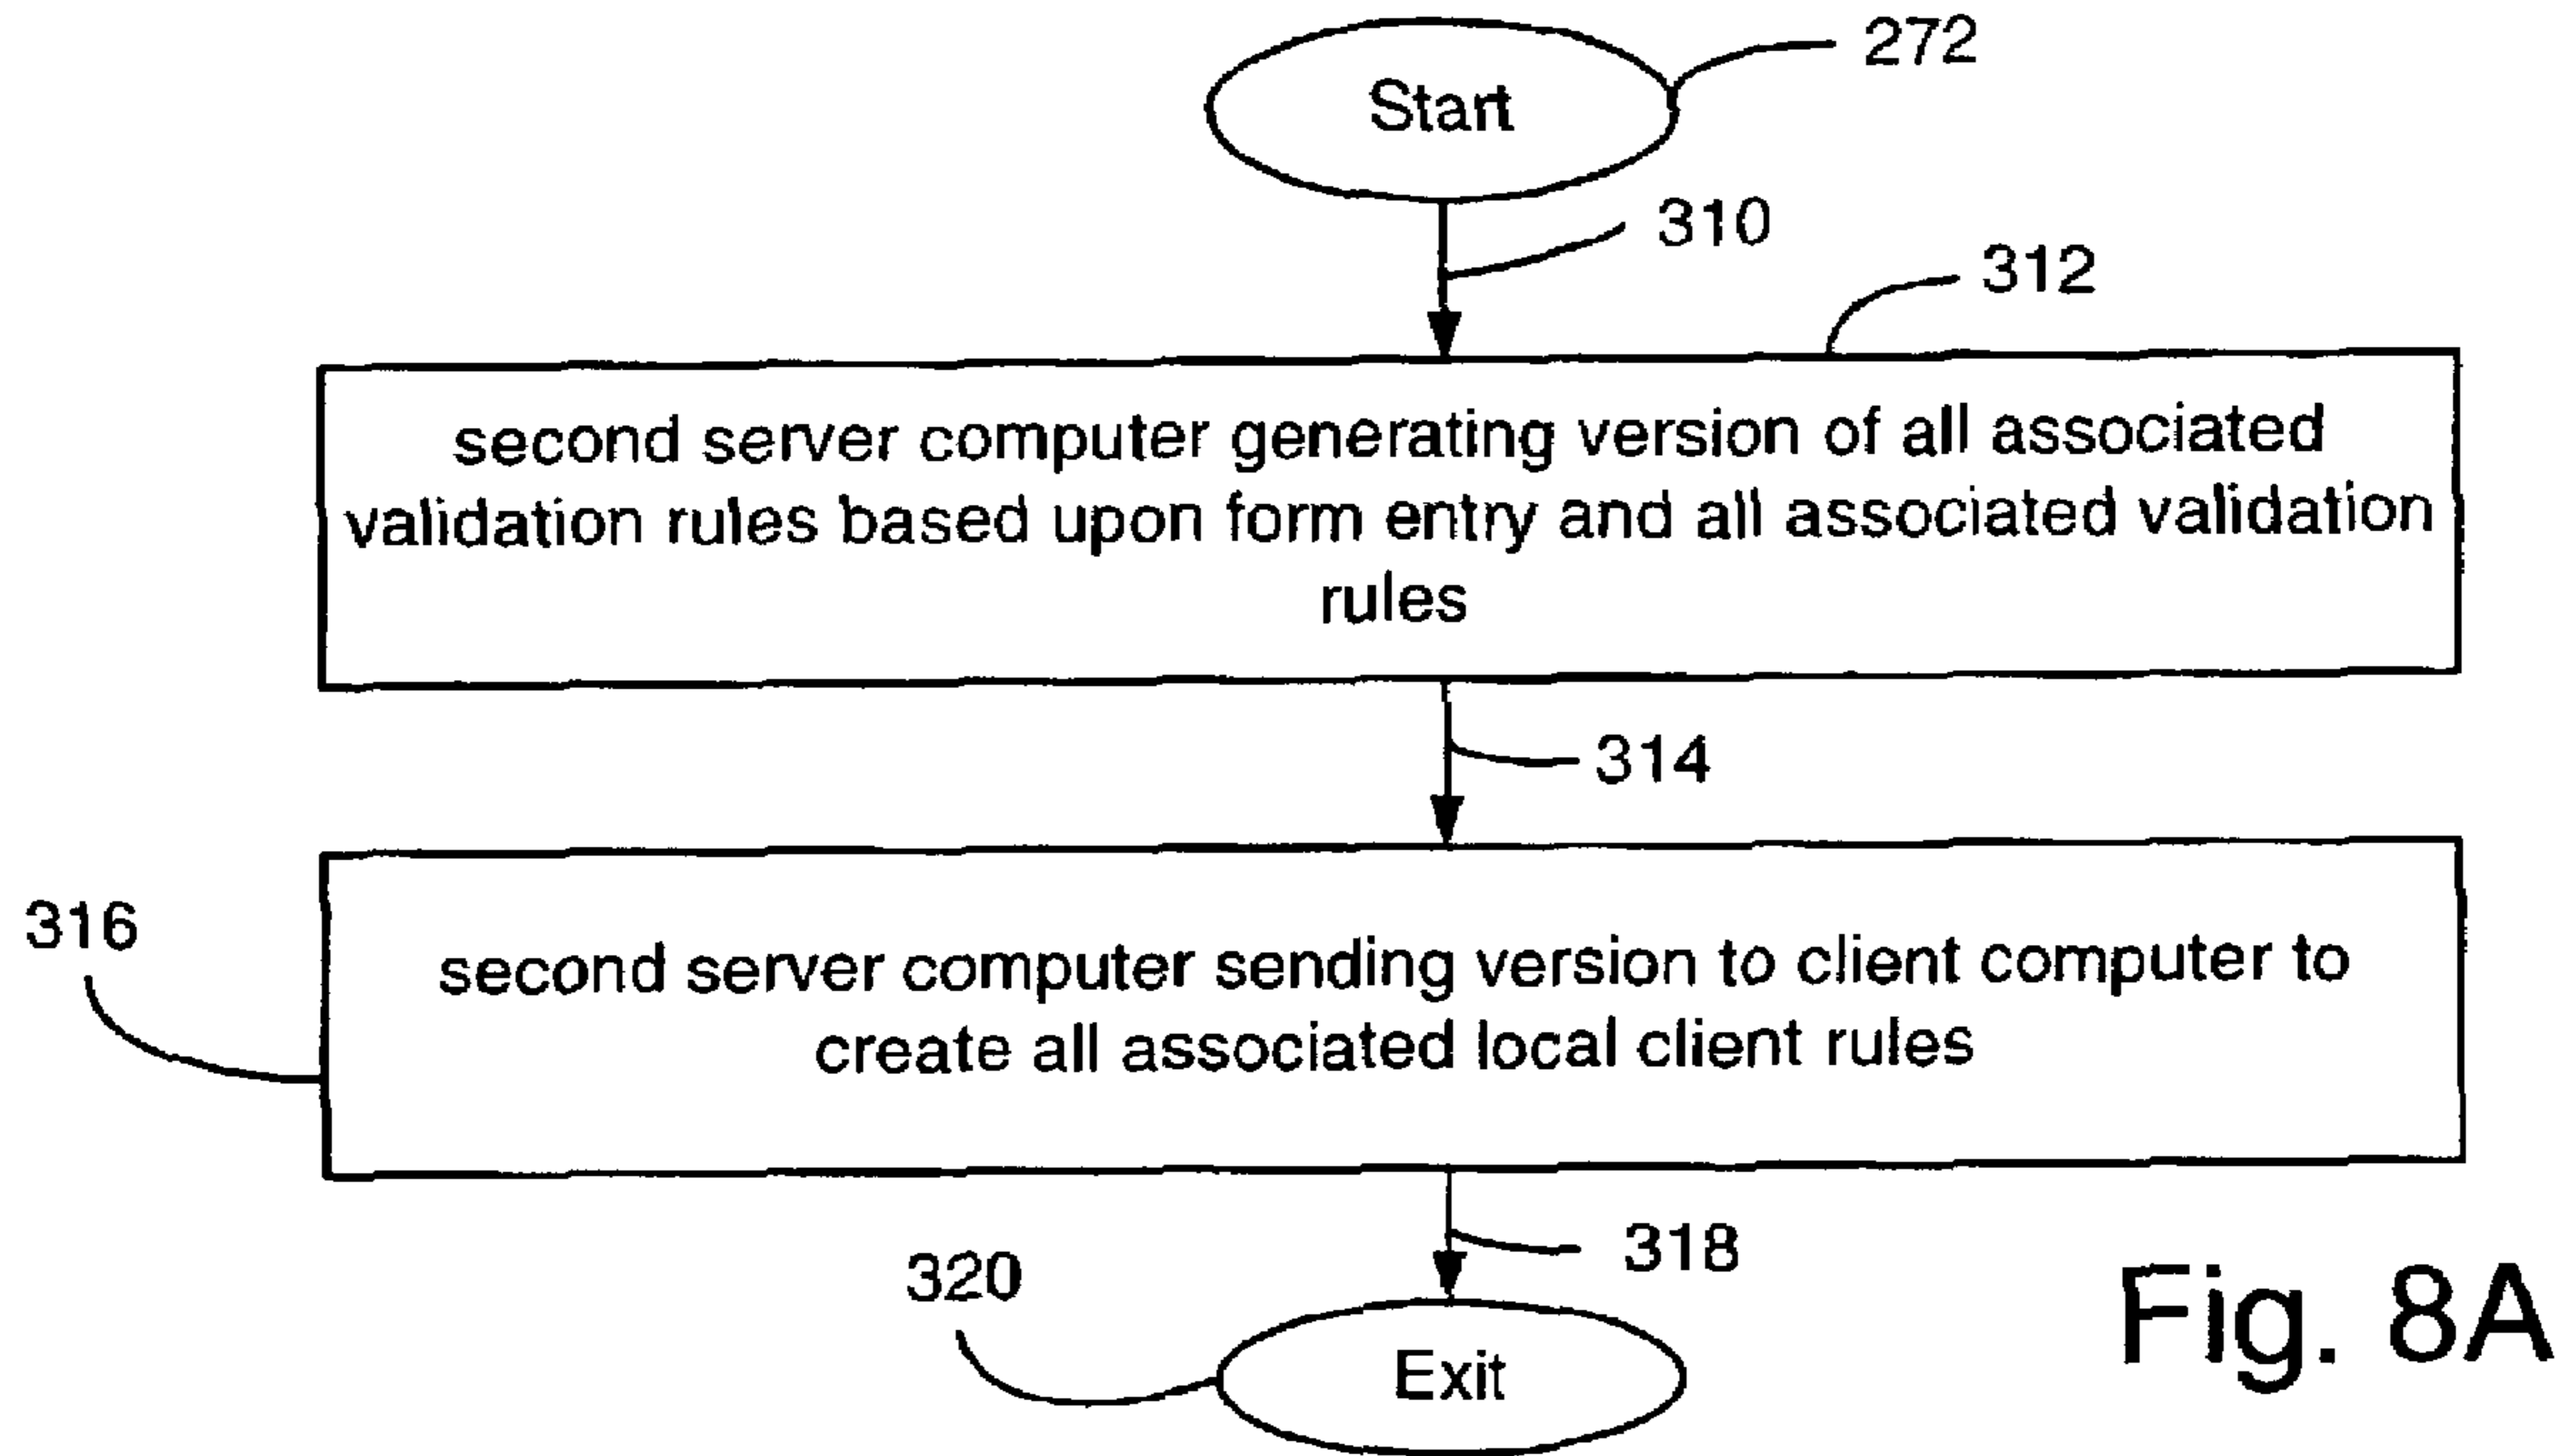 Start
272
310
312
second server computer generating version of all associated
validation rules based upon form entry and all associated validation
rules
314
316
second server computer sending version to client computer to
create all associated local client rules
318
320
Exit
Fig. 8A